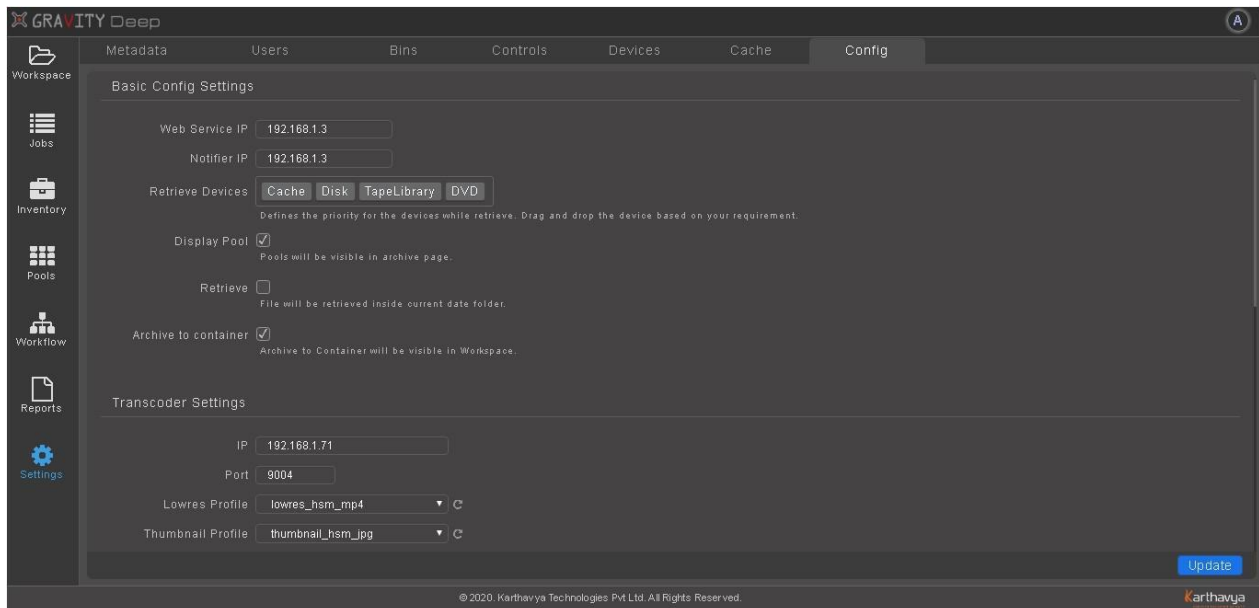 GRAVITY Deep
A
Metadata Users Bins Controls Devices Cache Config
Workspace
Jobs
Inventory
Pools
Workflow
Reports
Settings
Basic Config Settings
Web Service IP 192.168.1.3
Notifier IP 192.168.1.3
Retrieve Devices Cache Disk TapeLibrary DVD
Defines the priority for the devices while retrieve. Drag and drop the device based on your requirement.
Display Pool
Pools will be visible in archive page.
Retrieve
File will be retrieved inside current date folder.
Archive to container
Archive to Container will be visible in Workspace.
Transcoder Settings
IP 192.168.1.71
Port 9004
Lowres Profile lowres_hsm_mp4
Thumbnail Profile thumbnail_hsm_jpg
Update
© 2020. Karthavya Technologies Pvt Ltd. All Rights Reserved.
Karthavya